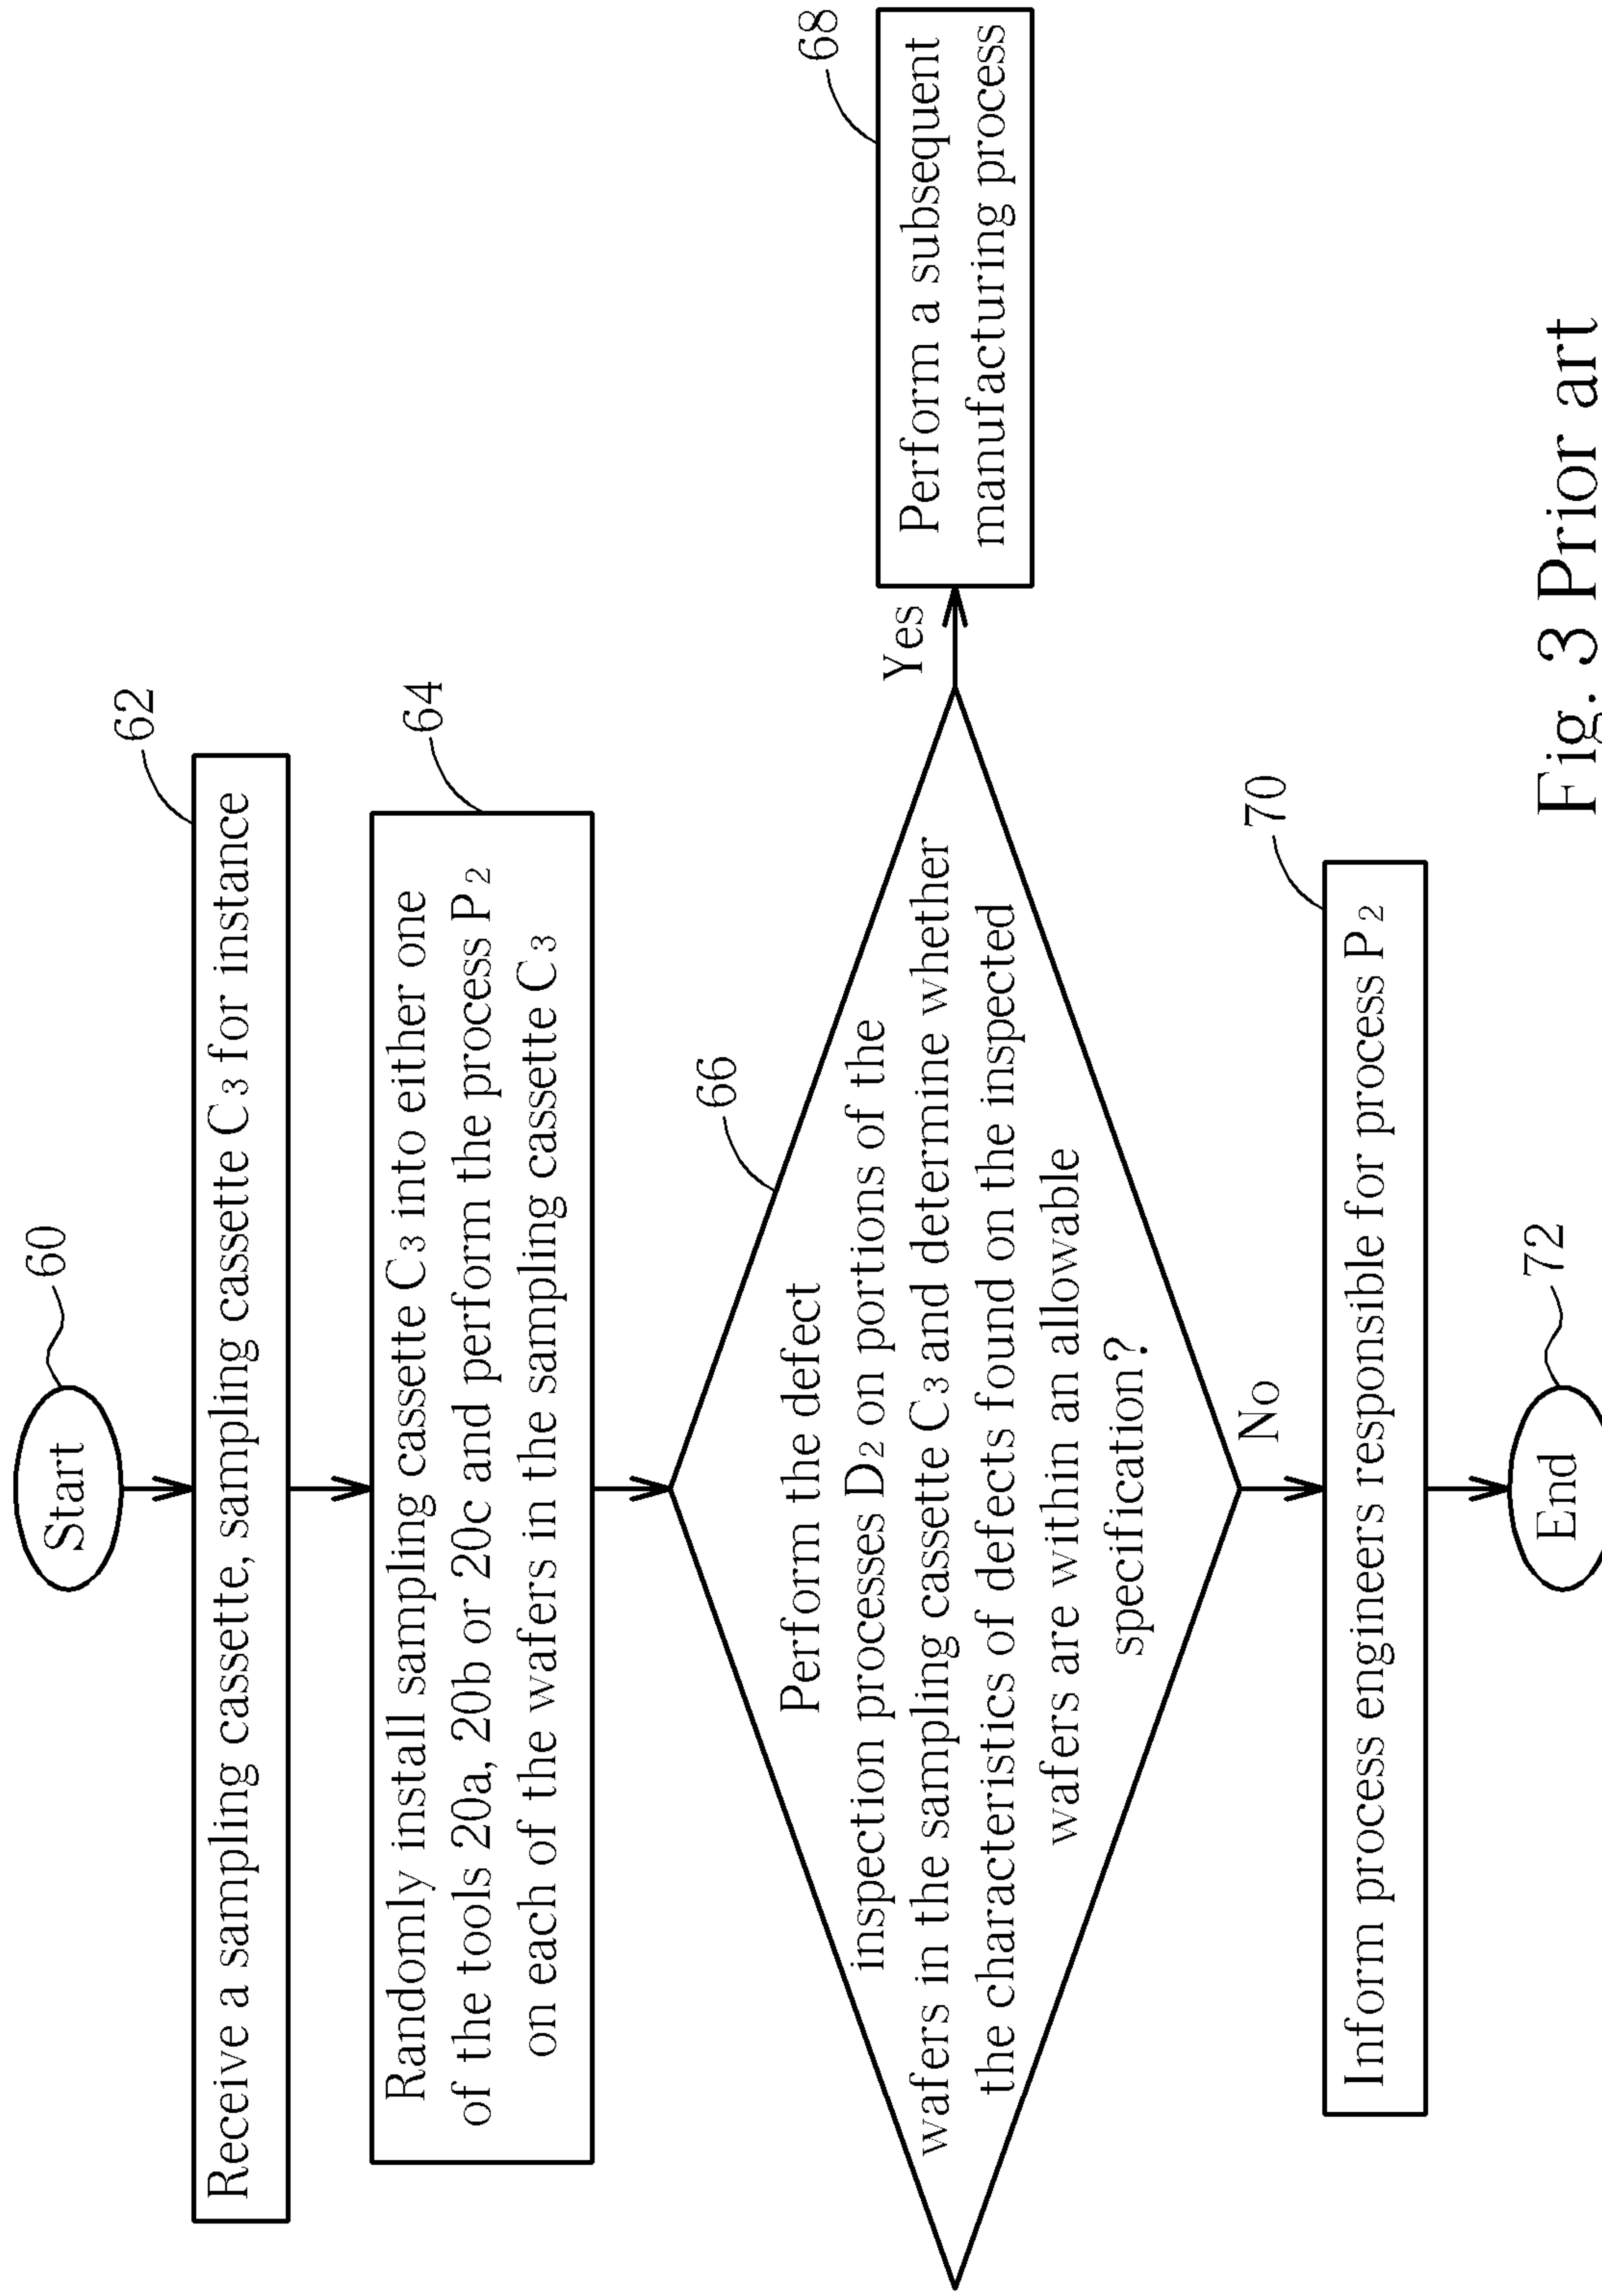 Start
60
Receive a sampling cassette, sampling cassette C3 for instance
62
Randomly install sampling cassette C3 into either one
of the tools 20a, 20b or 20c and perform the process P2
on each of the wafers in the sampling cassette C3
64
Perform the defect
inspection processes D2 on portions of the
wafers in the sampling cassette C3 and determine whether
the characteristics of defects found on the inspected
wafers are within an allowable
specification?
66
Yes
Perform a subsequent
manufacturing process
68
No
Inform process engineers responsible for process P2
70
End
72
Fig. 3 Prior art